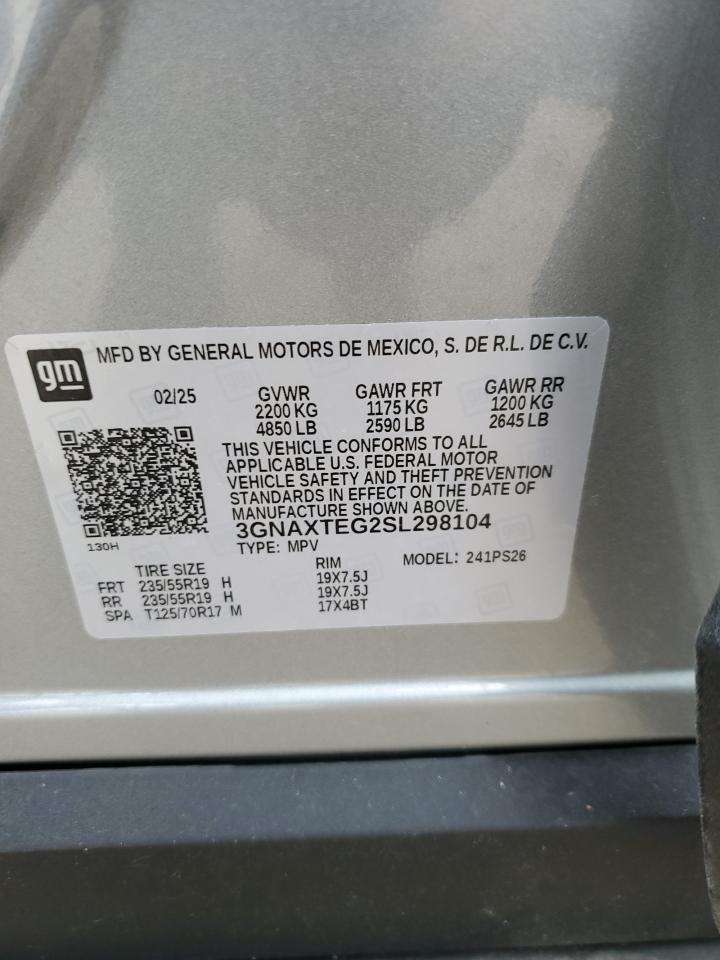 gm
MFD BY GENERAL MOTORS DE MEXICO, S. DE R.L. DE C.V.
02/25 GVWR GAWR FRT GAWR RR
2200 KG 1175 KG 1200 KG
4850 LB 2590 LB 2645 LB
THIS VEHICLE CONFORMS TO ALL
APPLICABLE U.S. FEDERAL MOTOR
VEHICLE SAFETY AND THEFT PREVENTION
STANDARDS IN EFFECT ON THE DATE OF
MANUFACTURE SHOWN ABOVE.
3GNAXTEG2SL298104
130H
TYPE: MPV MODEL: 241PS26
TIRE SIZE RIM
FRT 235/55R19 H 19X7.5J
RR 235/55R19 H 19X7.5J
SPA T125/70R17 M 17X4BT